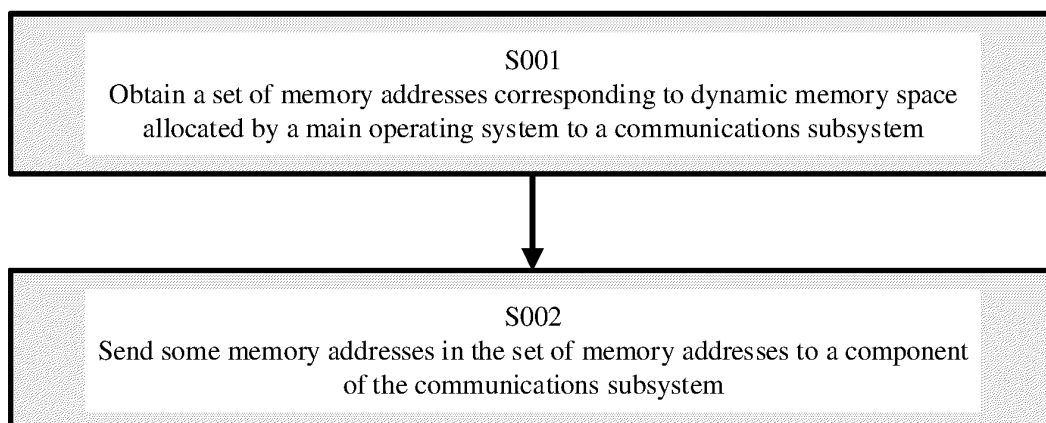 S001
Obtain a set of memory addresses corresponding to dynamic memory space
allocated by a main operating system to a communications subsystem
S002
Send some memory addresses in the set of memory addresses to a component
of the communications subsystem